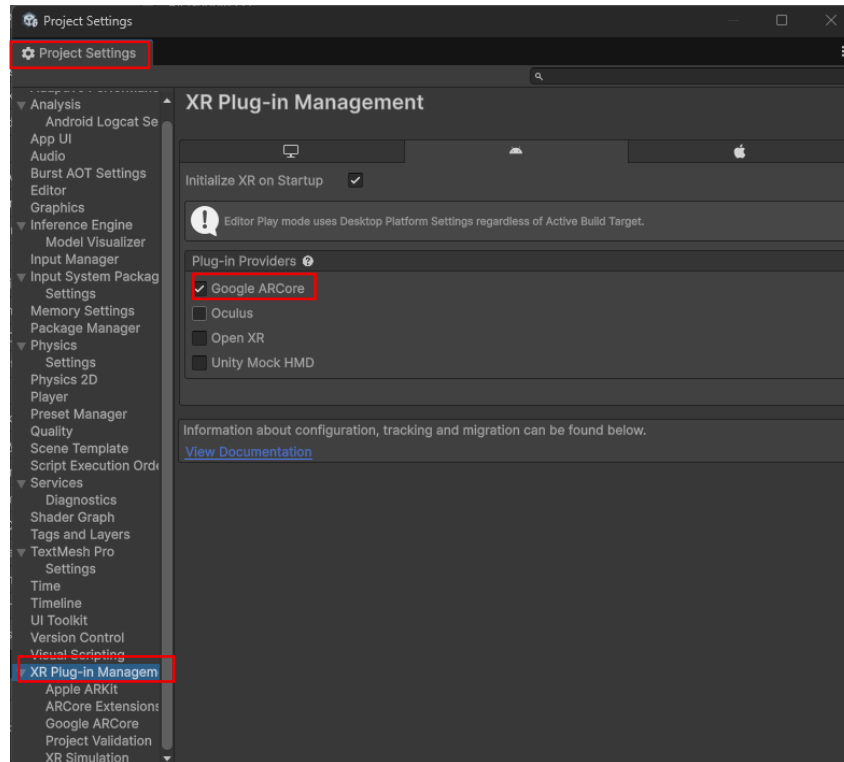 Project Settings
Project Settings
Analysis
Android Logcat Se
App UI
Audio
Burst AOT Settings
Editor
Graphics
Inference Engine
Model Visualizer
Input Manager
Input System Packag
Settings
Memory Settings
Package Manager
Physics
Settings
Physics 2D
Player
Preset Manager
Quality
Scene Template
Script Execution Orde
Services
Diagnostics
Shader Graph
Tags and Layers
TextMesh Pro
Settings
Time
Timeline
UI Toolkit
Version Control
Visual Scripting
XR Plug-in Managem
Apple ARKit
ARCore Extensions
Google ARCore
Project Validation
XR Simulation
XR Plug-in Management
Initialize XR on Startup
Editor Play mode uses Desktop Platform Settings regardless of Active Build Target.
Plug-in Providers
Google ARCore
Oculus
Open XR
Unity Mock HMD
Information about configuration, tracking and migration can be found below.
View Documentation